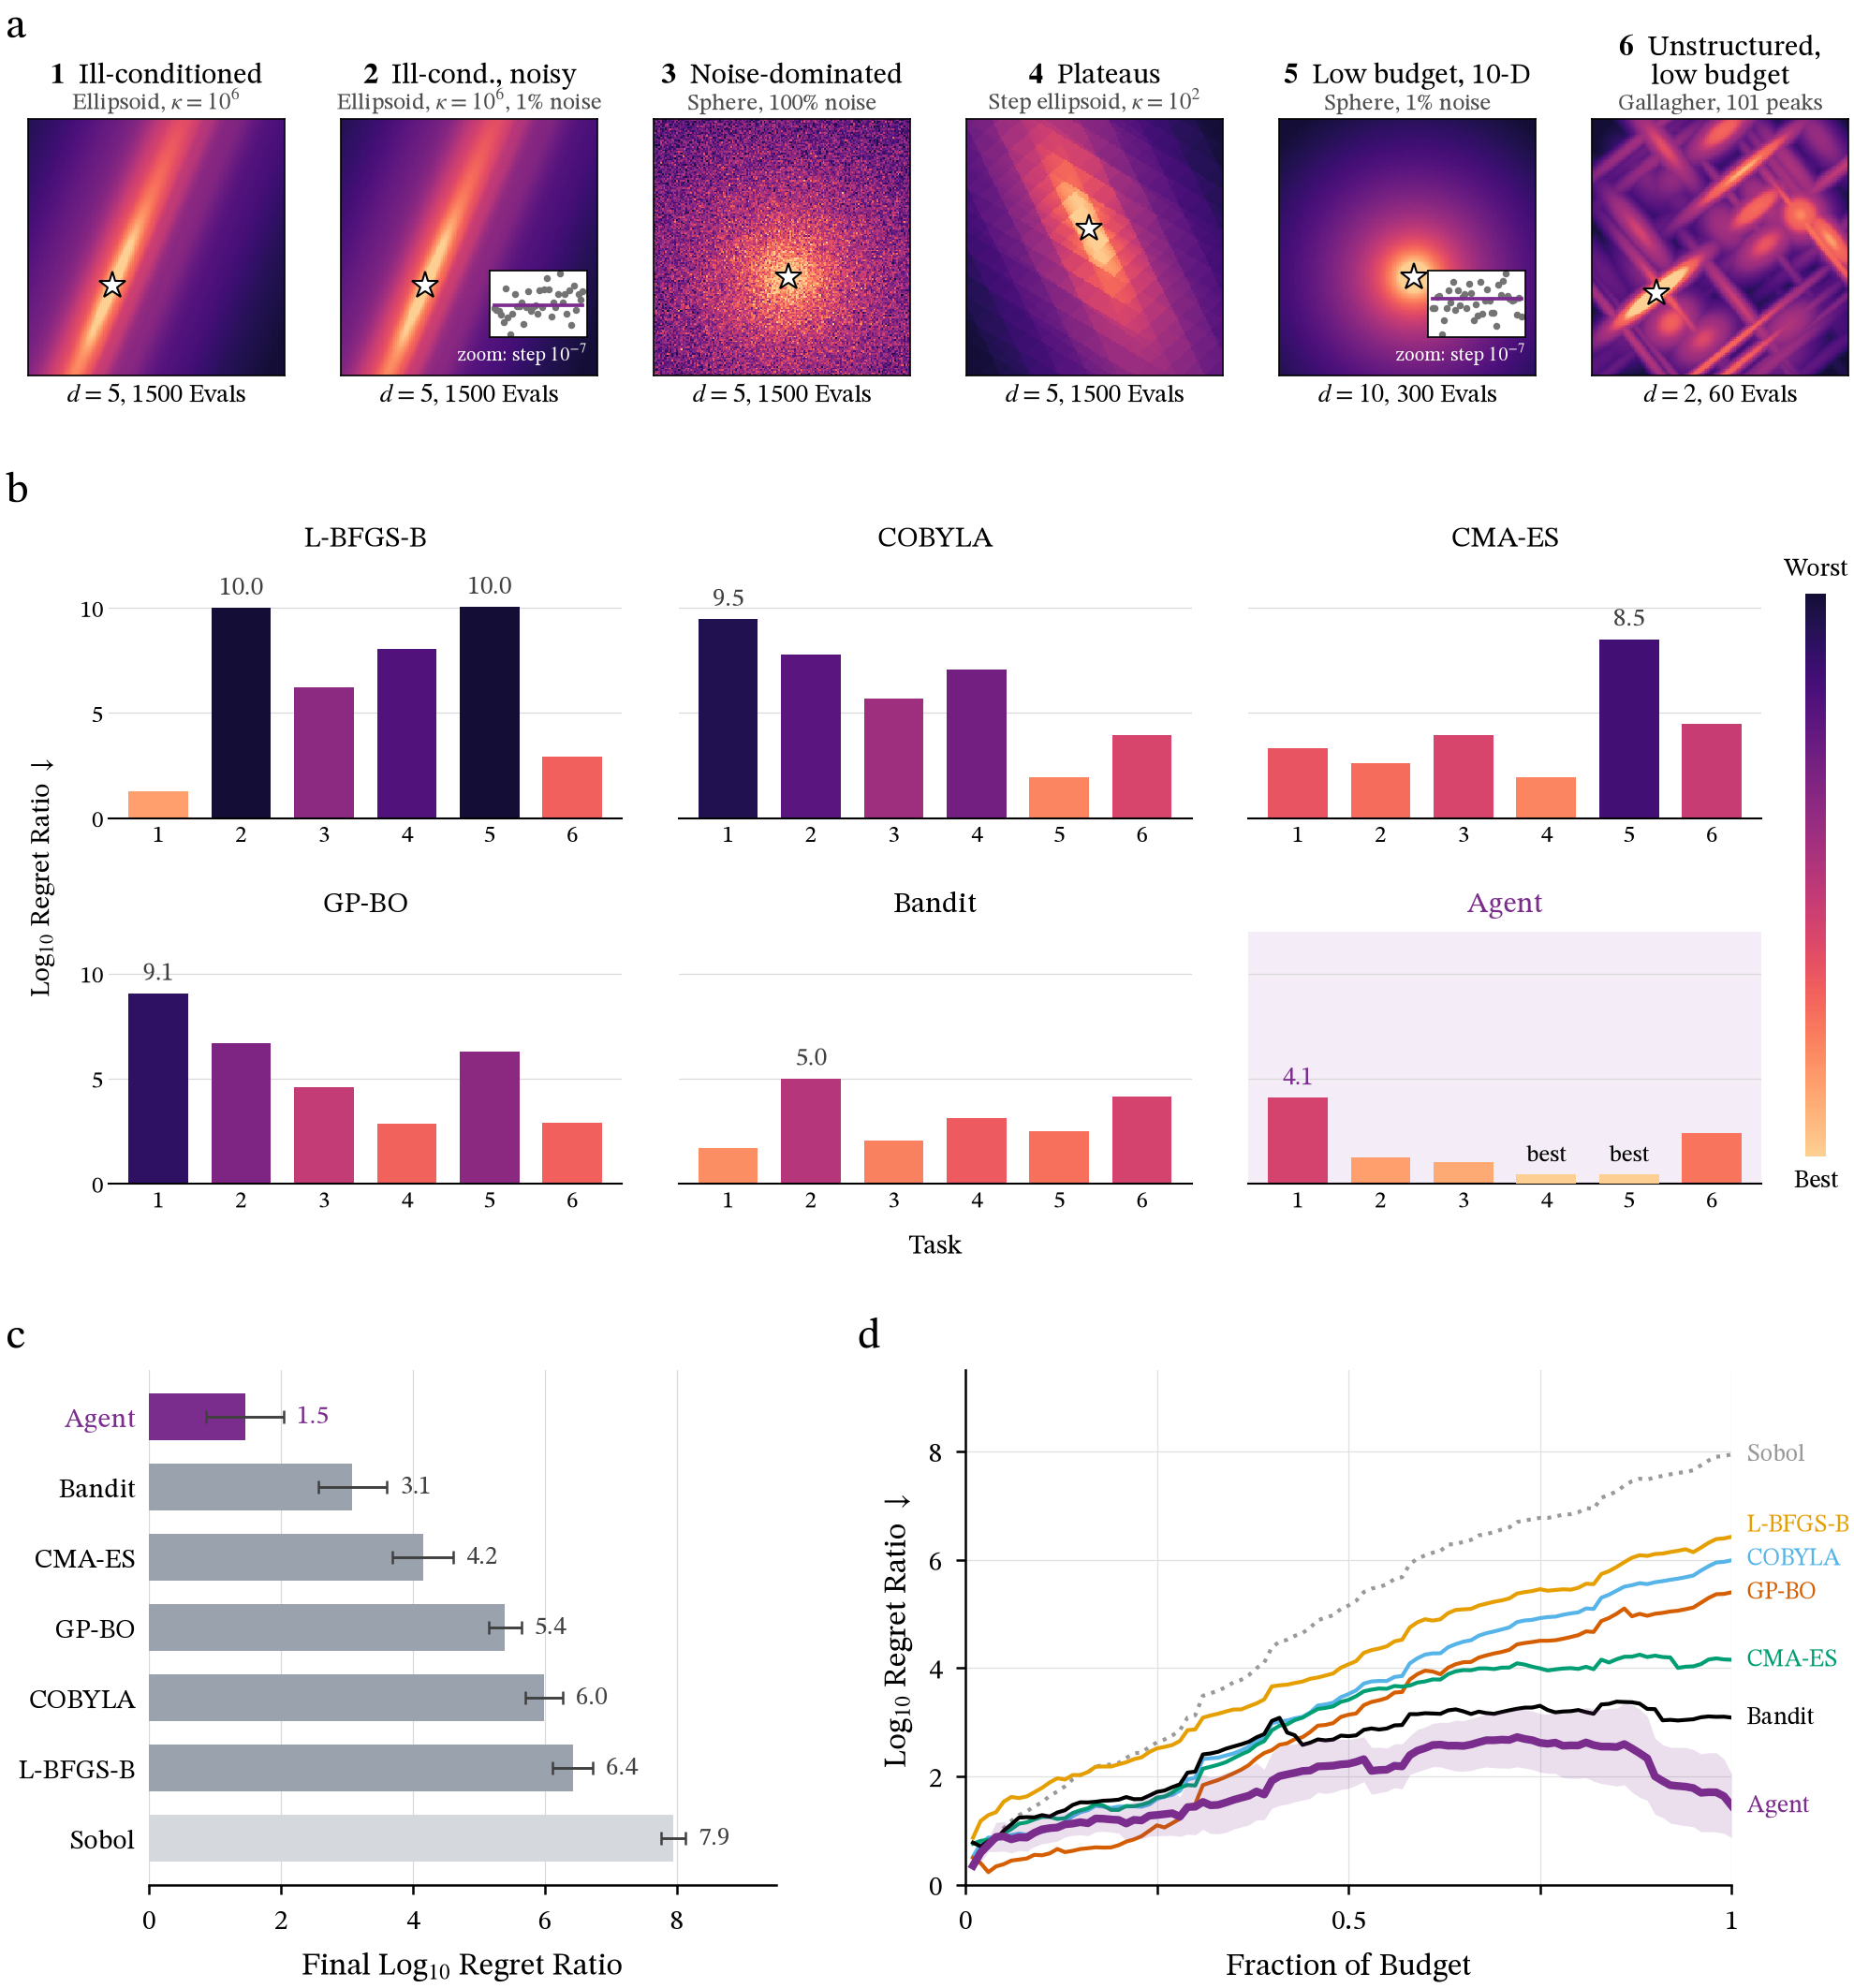 a
1 Ill-conditioned
Ellipsoid, κ = 10⁶
2 Ill-cond., noisy
Ellipsoid, κ = 10⁶, 1% noise
3 Noise-dominated
Sphere, 100% noise
4 Plateaus
Step ellipsoid, κ = 10²
5 Low budget, 10-D
Sphere, 1% noise
6 Unstructured,
low budget
Gallagher, 101 peaks
zoom: step 10⁻⁷
zoom: step 10⁻⁷
d = 5, 1500 Evals
d = 5, 1500 Evals
d = 5, 1500 Evals
d = 5, 1500 Evals
d = 10, 300 Evals
d = 2, 60 Evals
b
Log₁₀ Regret Ratio ↓
L-BFGS-B
10.0
10.0
10
5
0
1 2 3 4 5 6
COBYLA
9.5
1 2 3 4 5 6
CMA-ES
8.5
1 2 3 4 5 6
Worst
GP-BO
9.1
10
5
0
1 2 3 4 5 6
Bandit
5.0
1 2 3 4 5 6
Agent
4.1
best
best
1 2 3 4 5 6
Best
Task
c
Agent
1.5
Bandit
3.1
CMA-ES
4.2
GP-BO
5.4
COBYLA
6.0
L-BFGS-B
6.4
Sobol
7.9
0 2 4 6 8
Final Log₁₀ Regret Ratio
d
Log₁₀ Regret Ratio ↓
8
6
4
2
0
Sobol
L-BFGS-B
COBYLA
GP-BO
CMA-ES
Bandit
Agent
0 0.5 1
Fraction of Budget